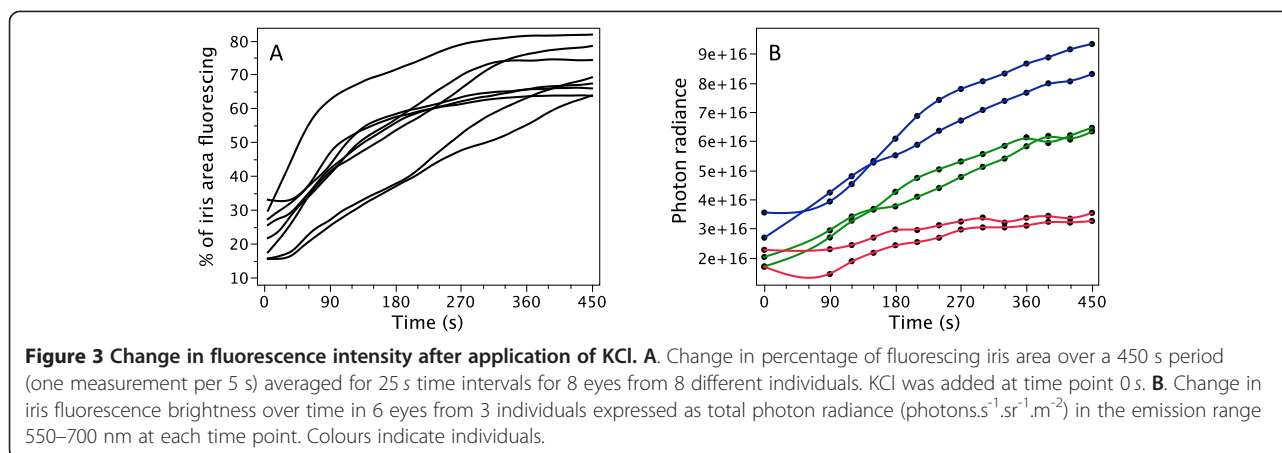 A
% of iris area fluorescing
80
70
60
50
40
30
20
10
0 90 180 270 360 450
Time (s)
B
Photon radiance
9e+16
8e+16
7e+16
6e+16
5e+16
4e+16
3e+16
2e+16
0 90 180 270 360 450
Time (s)
Figure 3 Change in fluorescence intensity after application of KCl. A. Change in percentage of fluorescing iris area over a 450 s period
(one measurement per 5 s) averaged for 25 s time intervals for 8 eyes from 8 different individuals. KCl was added at time point 0 s. B. Change in
iris fluorescence brightness over time in 6 eyes from 3 individuals expressed as total photon radiance (photons.s⁻¹.sr⁻¹.m⁻²) in the emission range
550–700 nm at each time point. Colours indicate individuals.